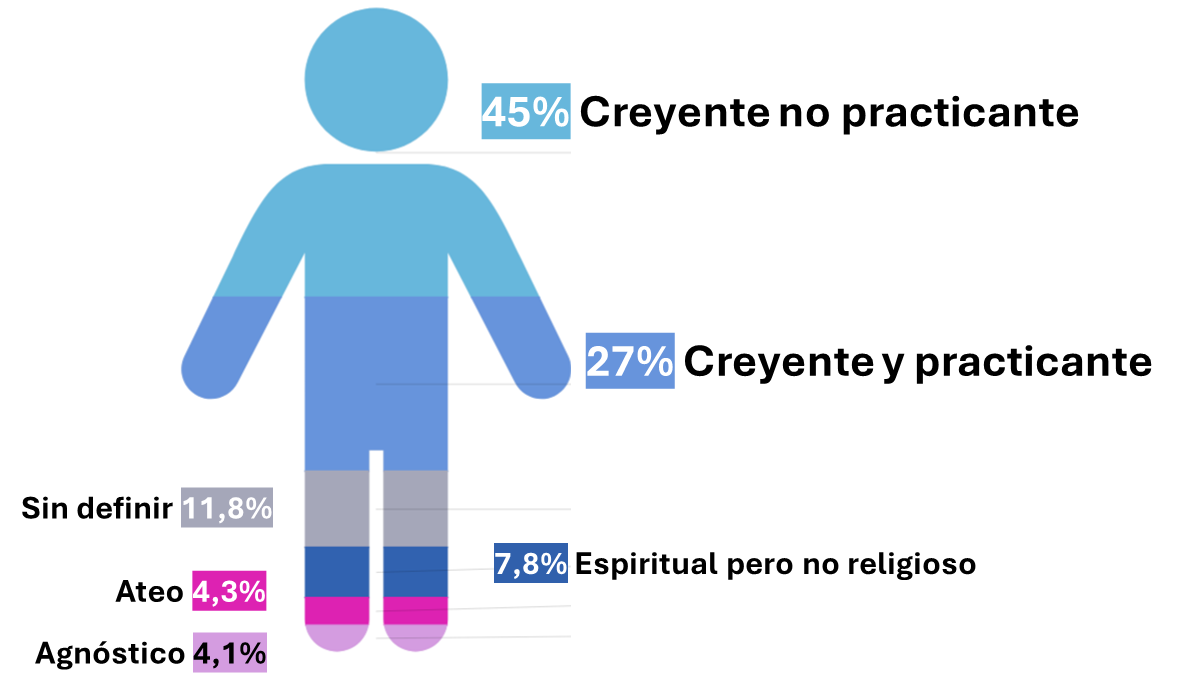 45% Creyente no practicante
27% Creyente y practicante
Sin definir 11,8%
7,8% Espiritual pero no religioso
Ateo 4,3%
Agnóstico 4,1%